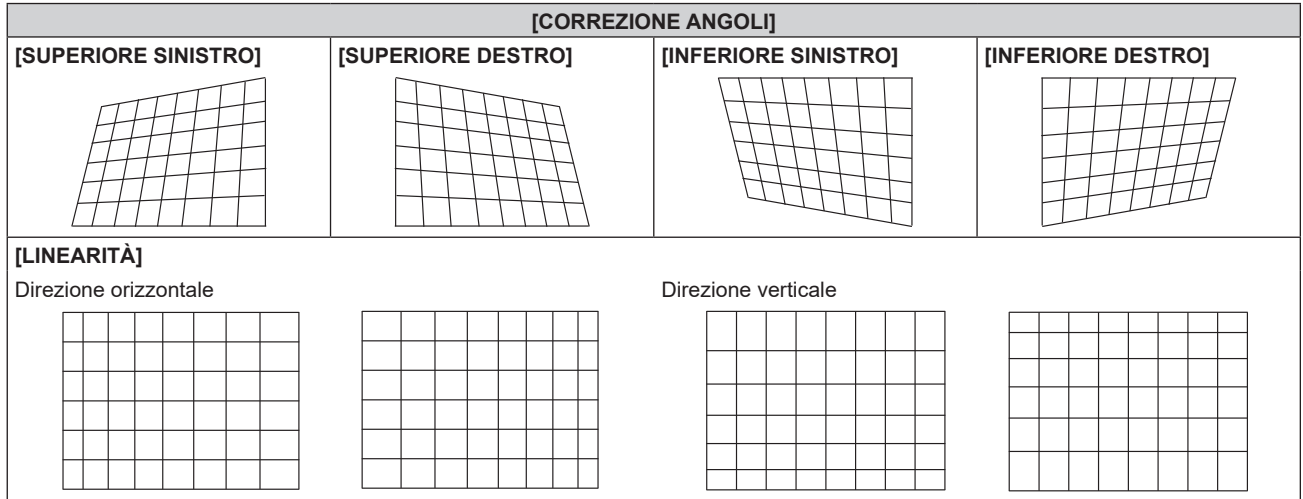 [CORREZIONE ANGOLI]
[SUPERIORE SINISTRO]
[SUPERIORE DESTRO]
[INFERIORE SINISTRO]
[INFERIORE DESTRO]
[LINEARITÀ]
Direzione orizzontale
Direzione verticale